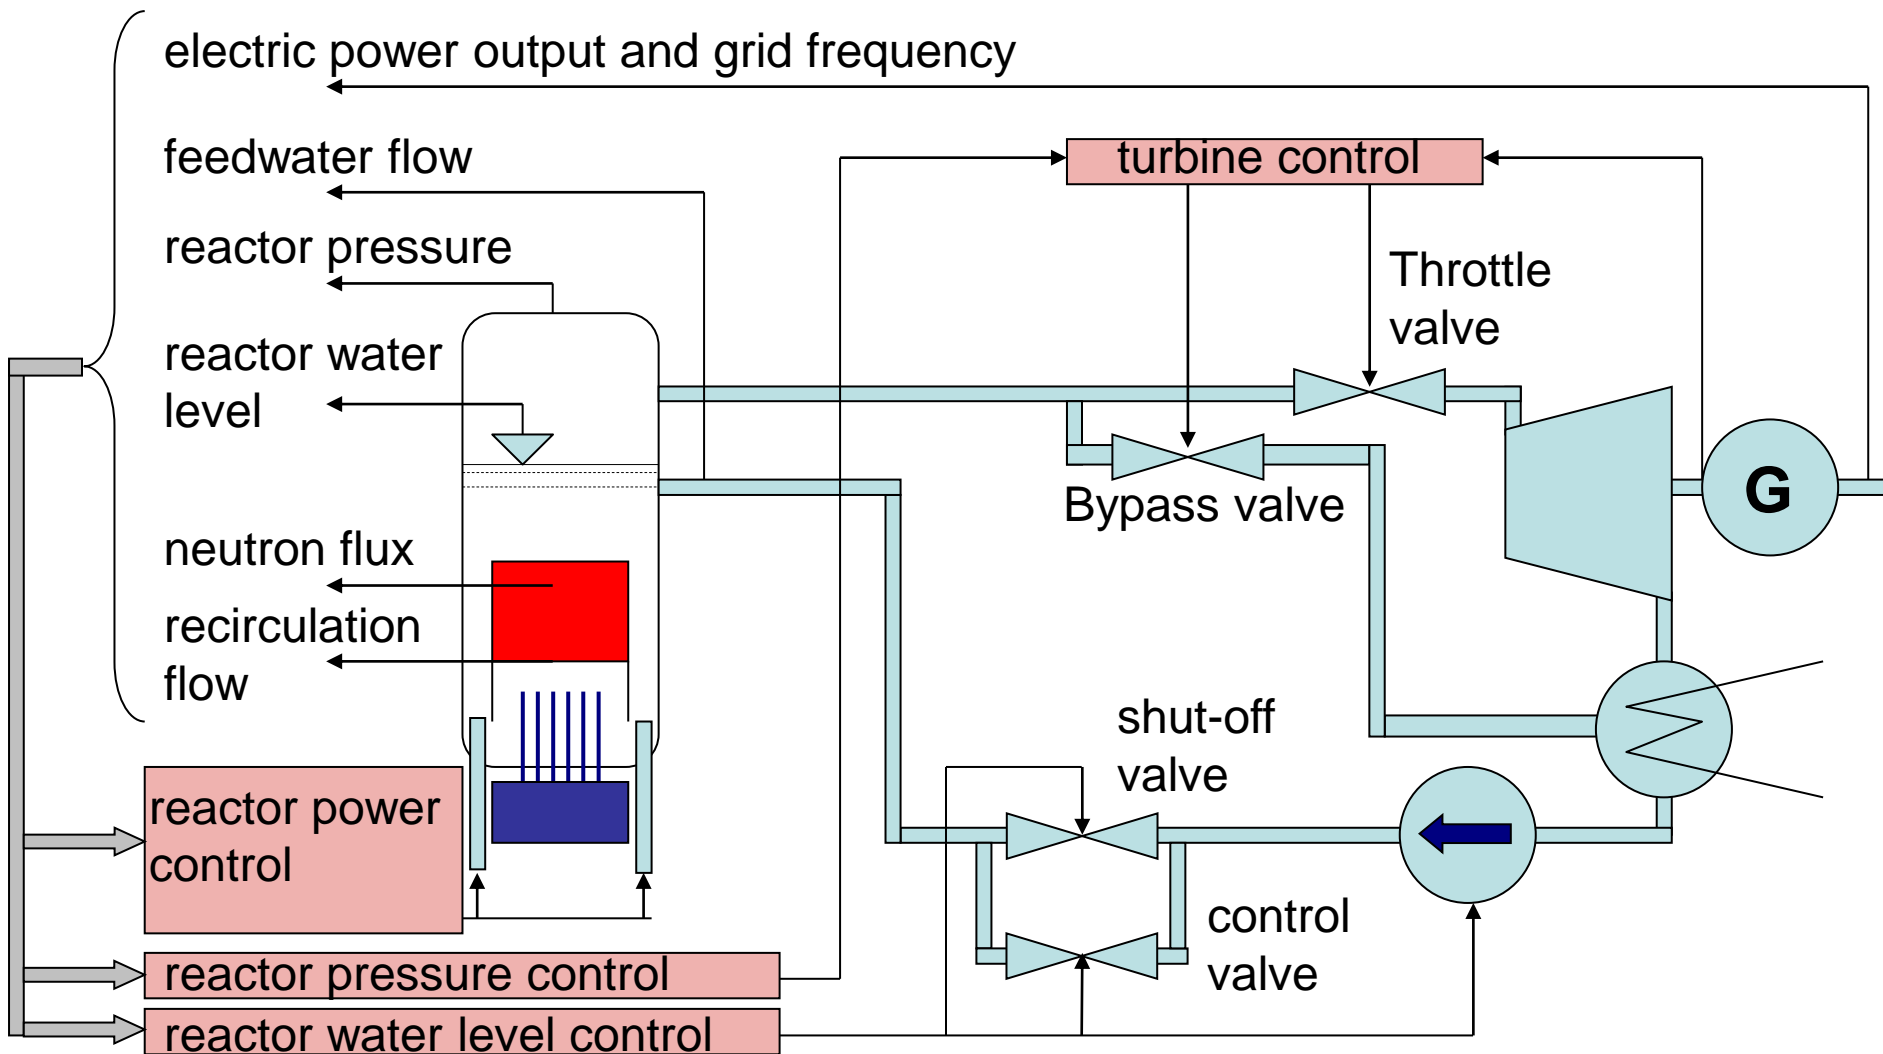 electric power output and grid frequency
feedwater flow
turbine control
reactor pressure
Throttle
valve
reactor water
level
Bypass valve
G
neutron flux
recirculation
flow
shut-off
valve
reactor power
control
control
valve
reactor pressure control
reactor water level control